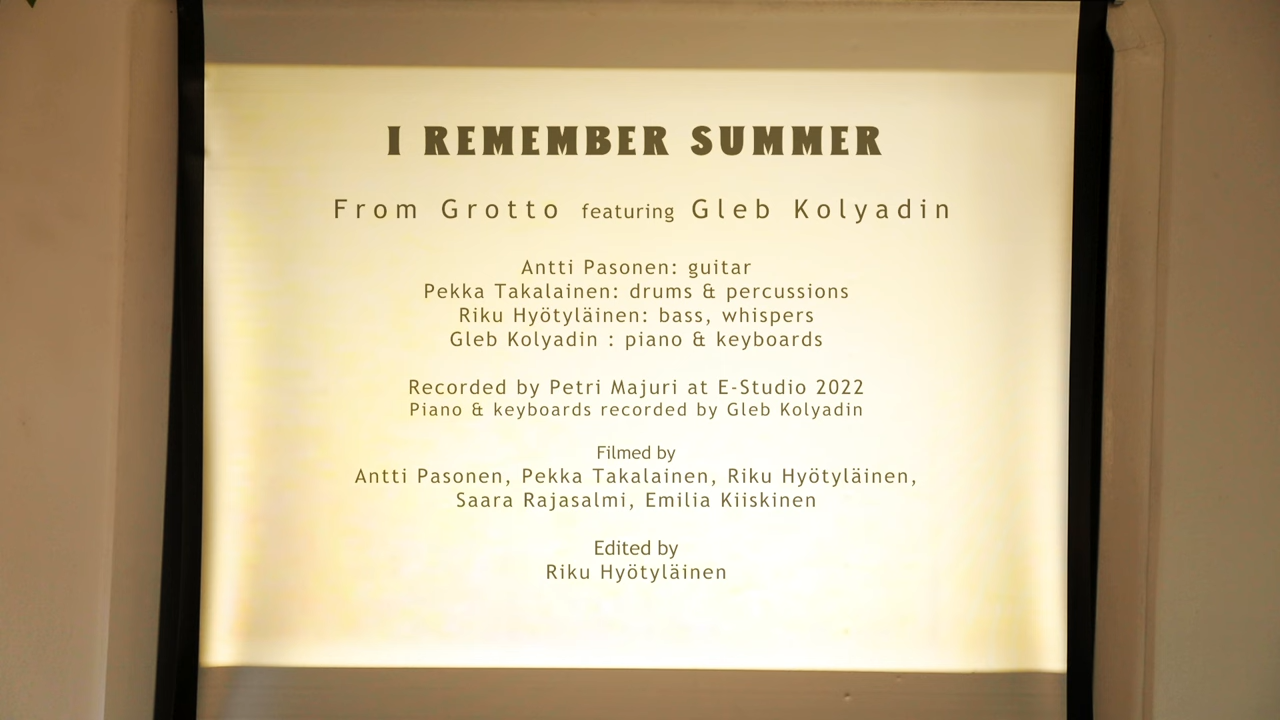 I REMEMBER SUMMER
From Grotto featuring Gleb Kolyadin
Antti Pasonen: guitar
Pekka Takalainen: drums & percussions
Riku Hyötyläinen: bass, whispers
Gleb Kolyadin : piano & keyboards
Recorded by Petri Majuri at E-Studio 2022
Piano & keyboards recorded by Gleb Kolyadin
Filmed by
Antti Pasonen, Pekka Takalainen, Riku Hyötyläinen,
Saara Rajasalmi, Emilia Kiiskinen
Edited by
Riku Hyötyläinen